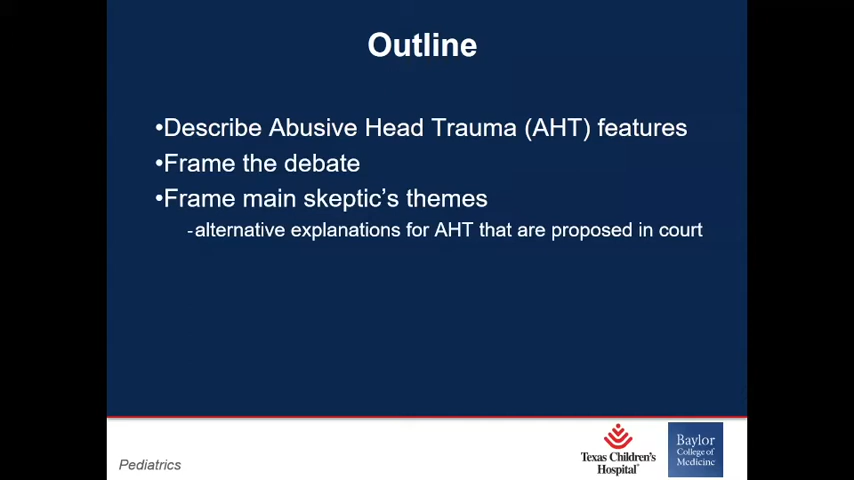 Outline
•Describe Abusive Head Trauma (AHT) features
•Frame the debate
•Frame main skeptic's themes
-alternative explanations for AHT that are proposed in court
Pediatrics
Texas Children's
Hospital
Baylor
College of
Medicine